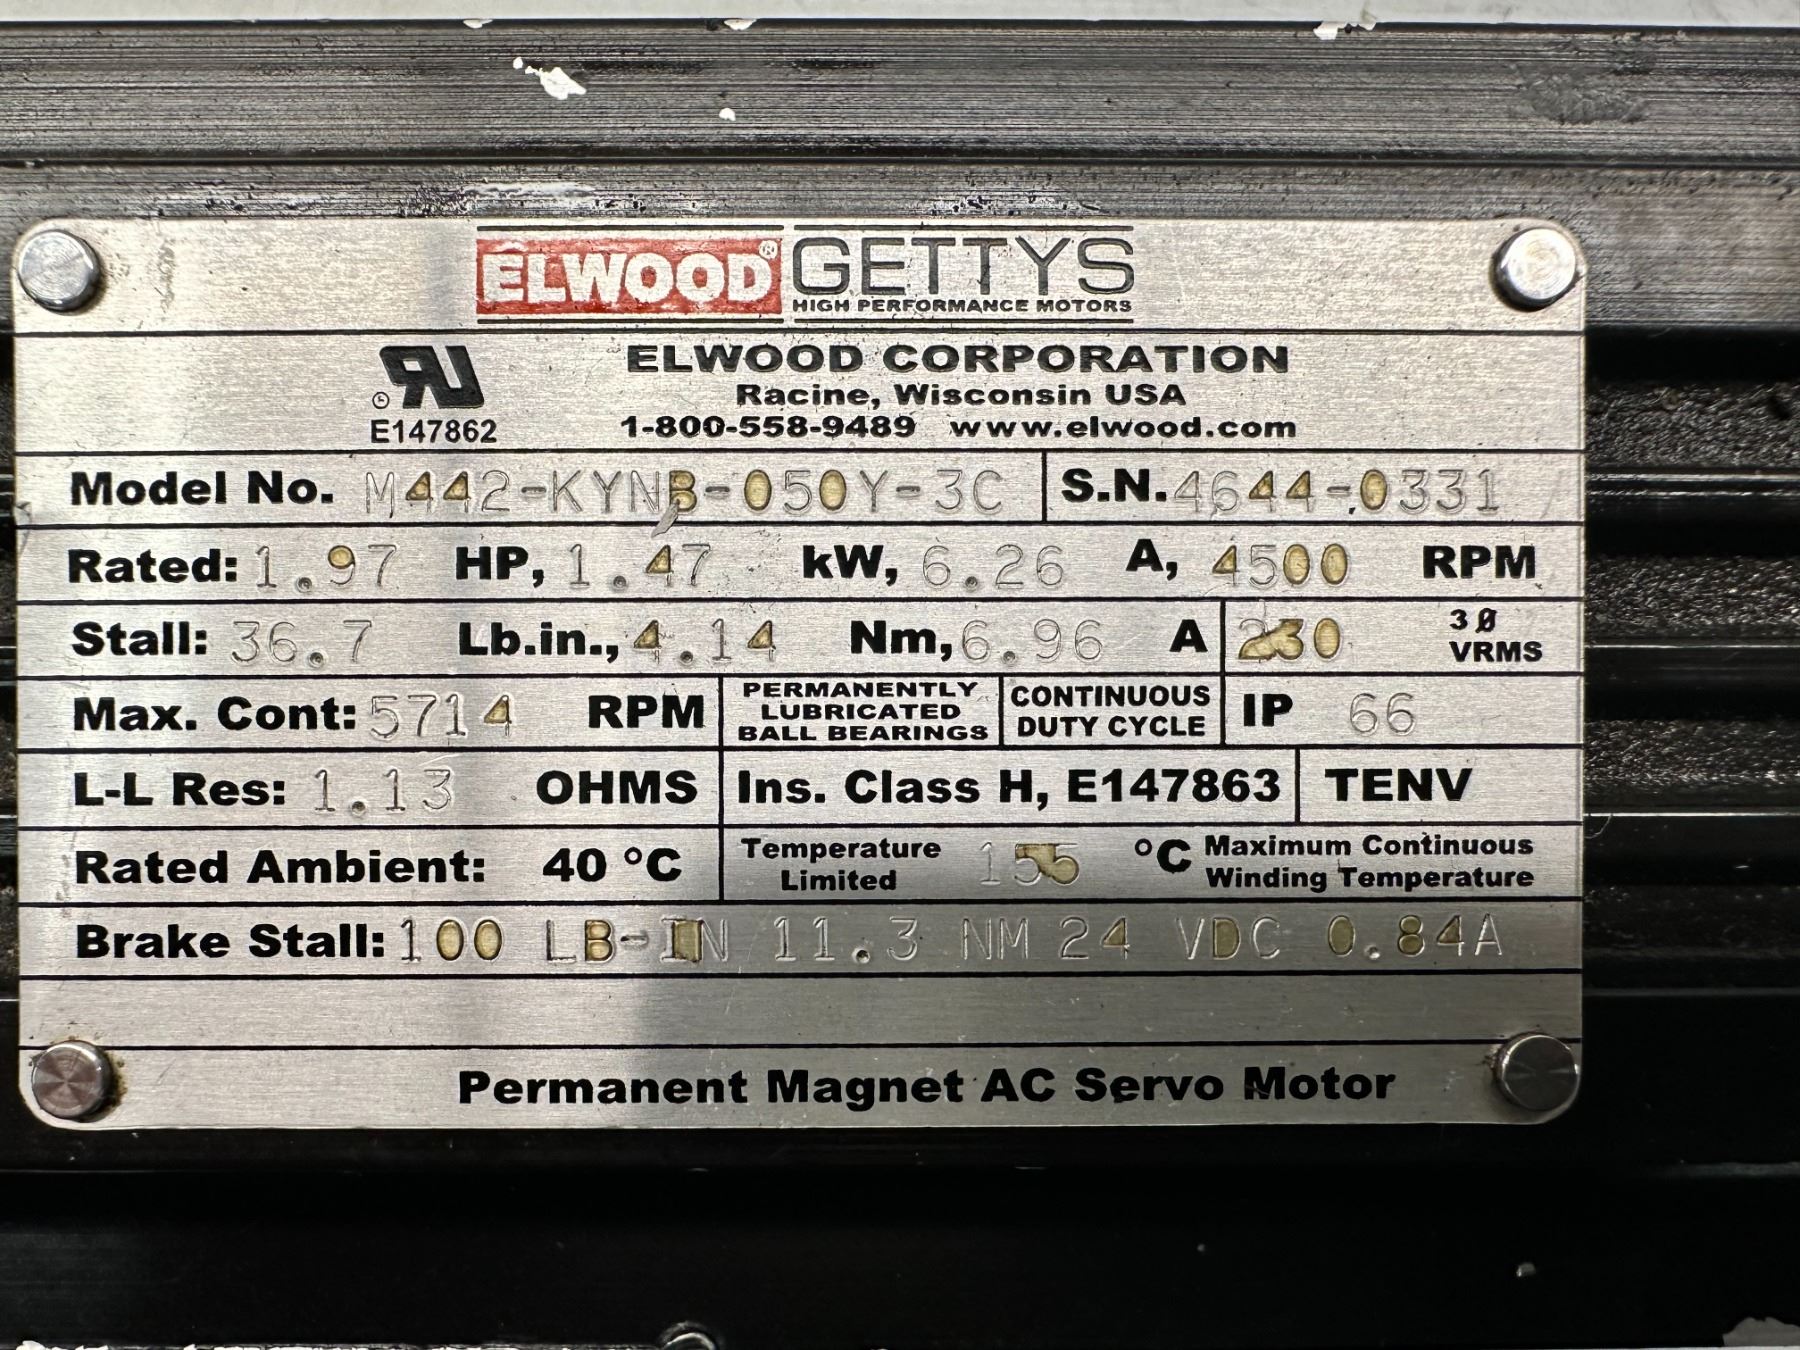 ELWOOD® GETTYS
HIGH PERFORMANCE MOTORS
ELWOOD CORPORATION
Racine, Wisconsin USA
E147862 1-800-558-9489 www.elwood.com
Model No. M442-KYNB-050Y-3C S.N. 4644-0331
Rated: 1.97 HP, 1.47 kW, 6.26 A, 4500 RPM
Stall: 36.7 Lb.in., 4.14 Nm, 6.96 A 230 3Ø VRMS
Max. Cont: 5714 RPM PERMANENTLY LUBRICATED BALL BEARINGS CONTINUOUS DUTY CYCLE IP 66
L-L Res: 1.13 OHMS Ins. Class H, E147863 TENV
Rated Ambient: 40 °C Temperature Limited 155 °C Maximum Continuous Winding Temperature
Brake Stall: 100 LB-IN 11.3 NM 24 VDC 0.84A
Permanent Magnet AC Servo Motor